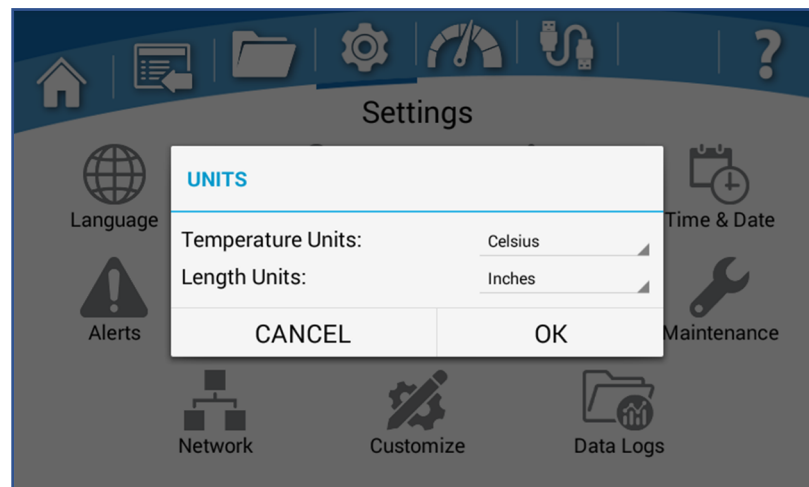 ?
Settings
Language
UNITS
Time & Date
Temperature Units:
Celsius
Length Units:
Inches
Alerts
CANCEL
OK
Maintenance
Network
Customize
Data Logs